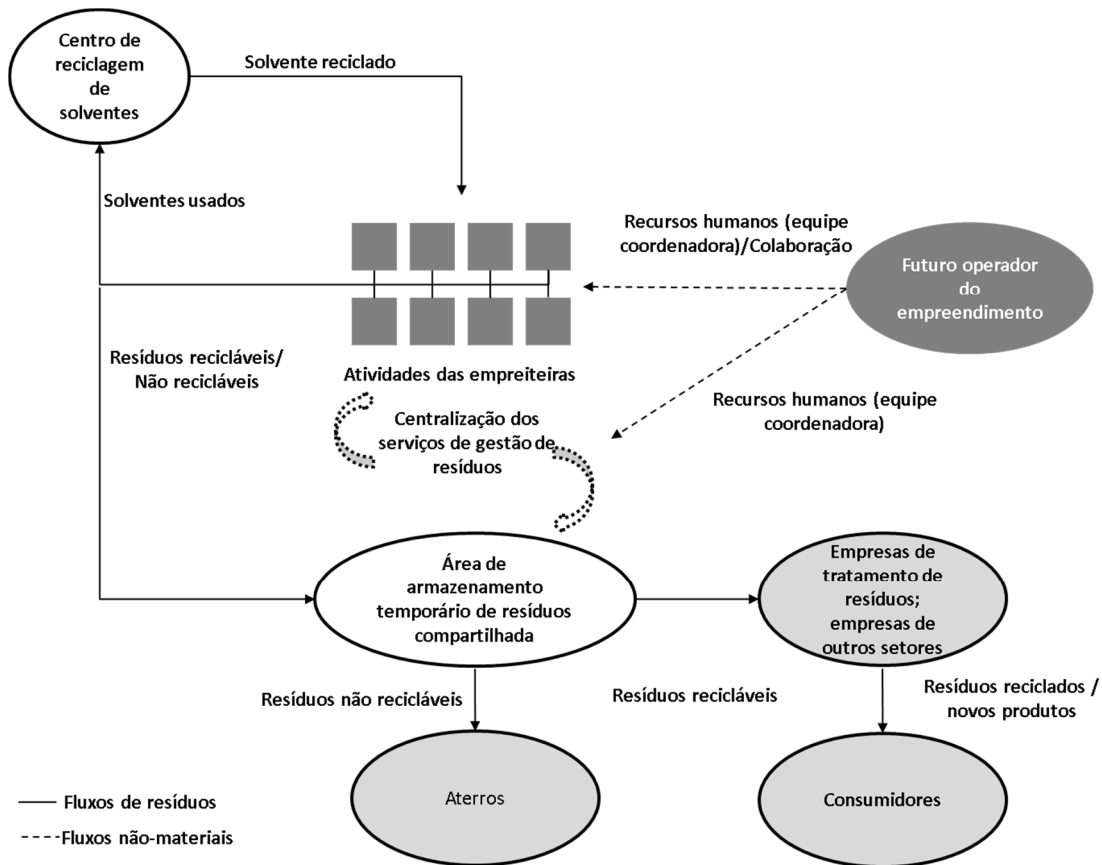 Centro de
reciclagem
de
solventes
Solvente reciclado
Solventes usados
Recursos humanos (equipe
coordenadora)/Colaboração
Futuro operador
do
empreendimento
Resíduos recicláveis/
Não recicláveis
Atividades das empreiteiras
Recursos humanos (equipe
coordenadora)
Centralização dos
serviços de gestão de
resíduos
Área de
armazenamento
temporário de resíduos
compartilhada
Empresas de
tratamento de
resíduos;
empresas de
outros setores
Resíduos não recicláveis
Resíduos recicláveis
Resíduos reciclados /
novos produtos
Aterros
Consumidores
Fluxos de resíduos
Fluxos não-materiais